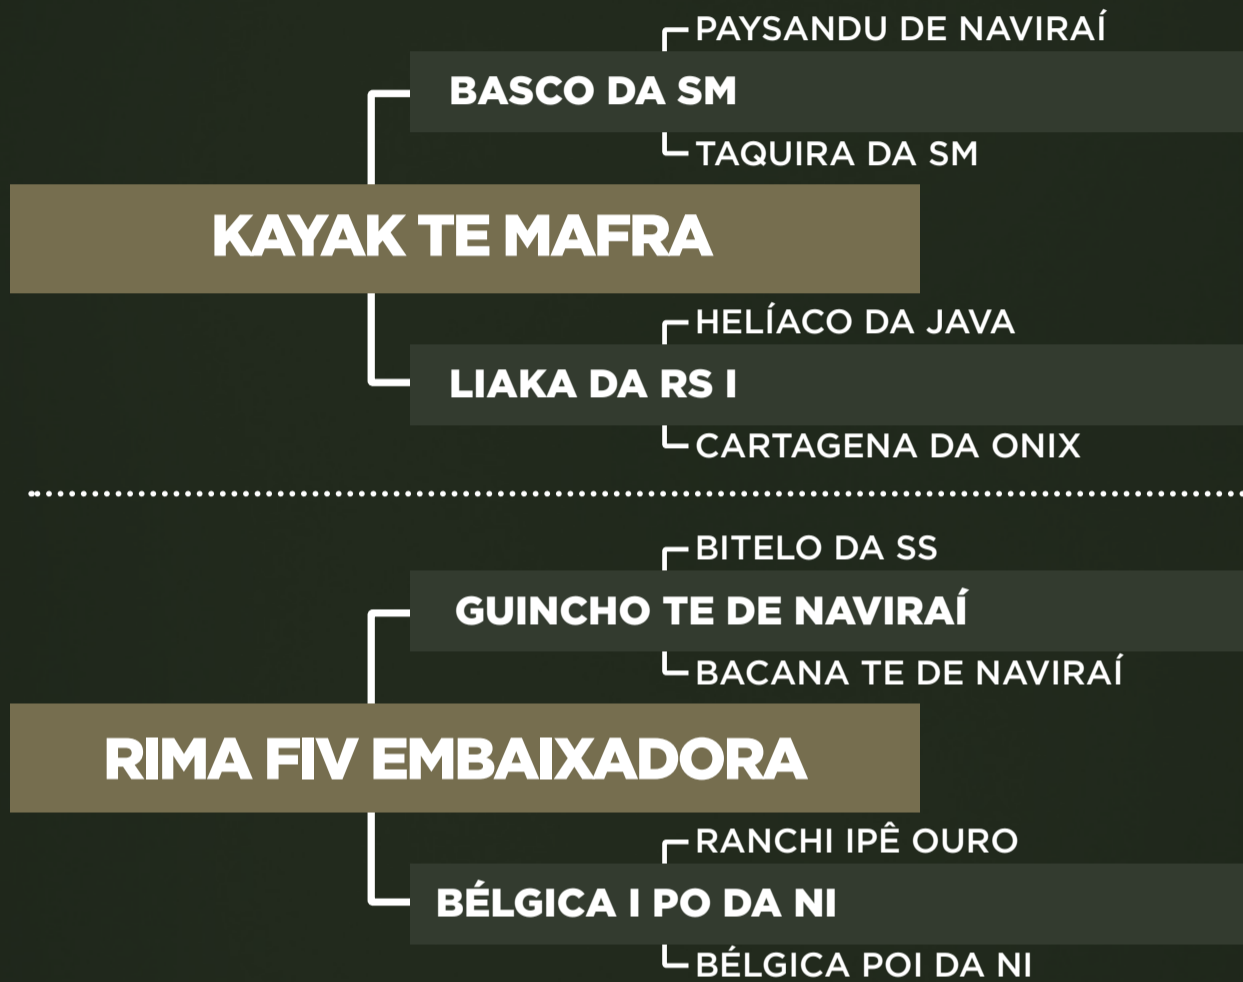 PAYSANDU DE NAVIRAÍ
BASCO DA SM
TAQUIRA DA SM
KAYAK TE MAFRA
HELÍACO DA JAVA
LIAKA DA RS I
CARTAGENA DA ONIX
BITELO DA SS
GUINCHO TE DE NAVIRAÍ
BACANA TE DE NAVIRAÍ
RIMA FIV EMBAIXADORA
RANCHI IPÊ OURO
BÉLGICA I PO DA NI
BÉLGICA POI DA NI